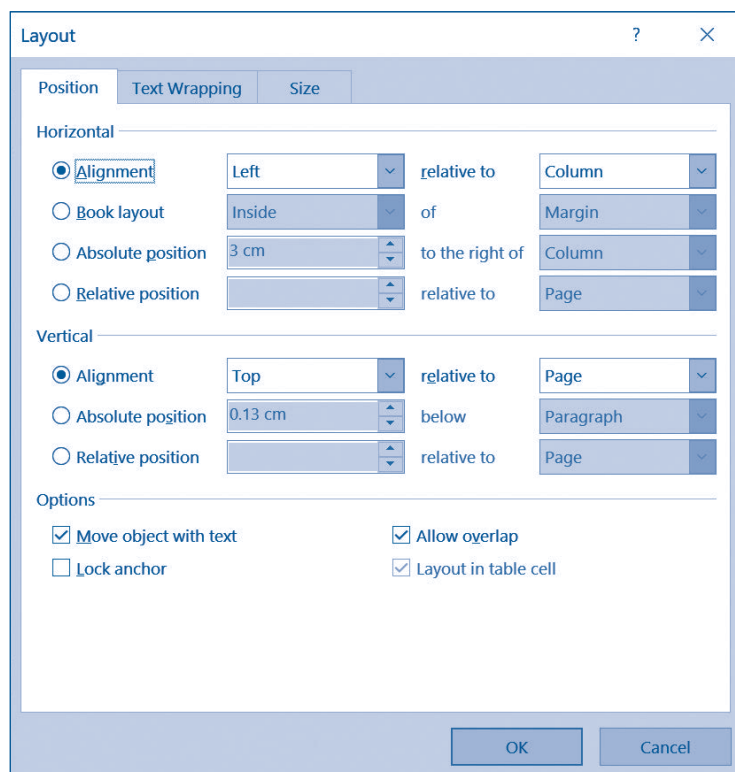 Layout ?
Position Text Wrapping Size
Horizontal
Alignment Left relative to Column
Book layout Inside of Margin
Absolute position 3 cm to the right of Column
Relative position relative to Page
Vertical
Alignment Top relative to Page
Absolute position 0.13 cm below Paragraph
Relative position relative to Page
Options
Move object with text Allow overlap
Lock anchor Layout in table cell
OK Cancel